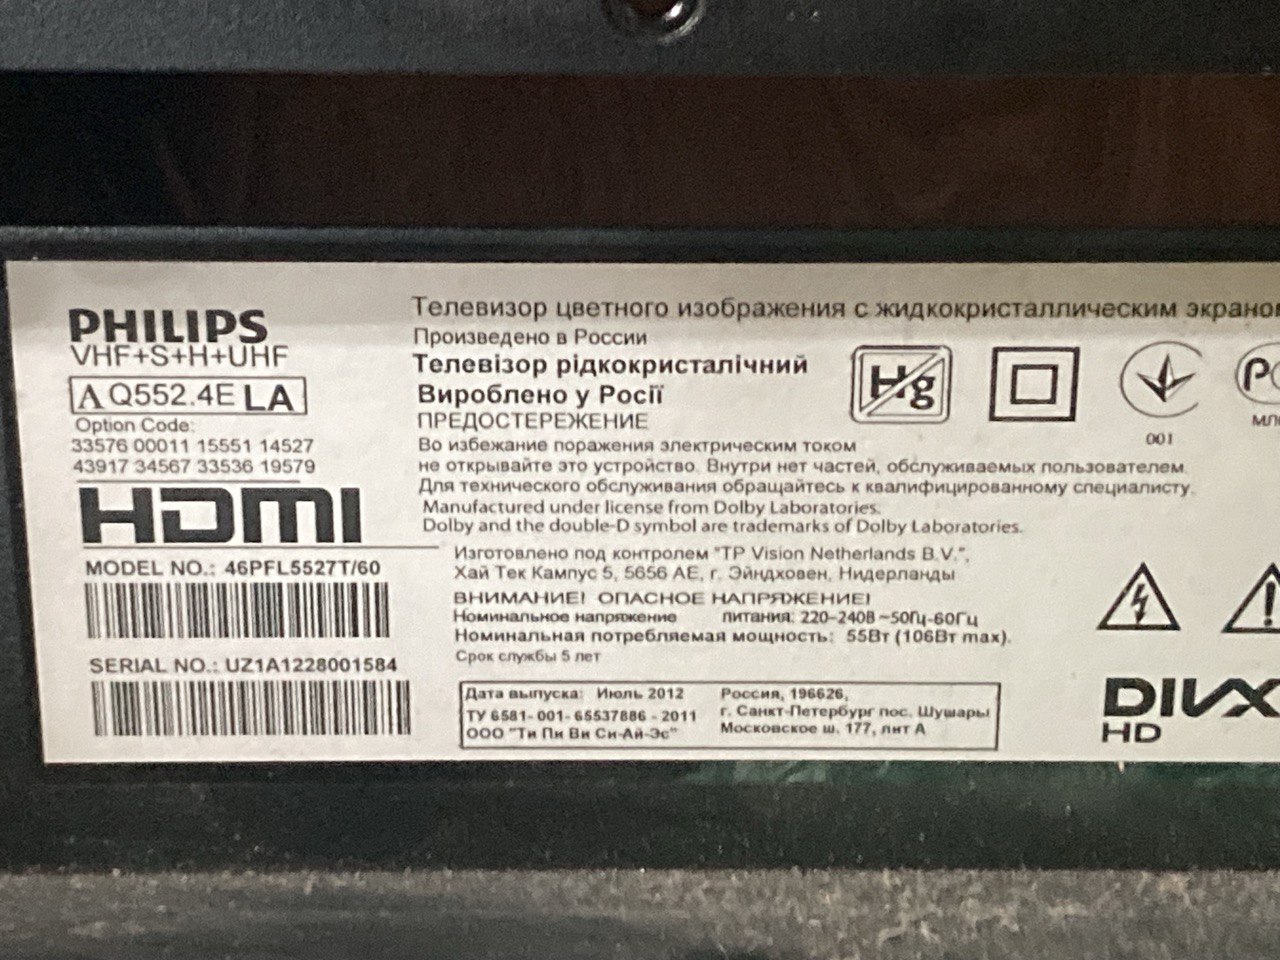 PHILIPS
VHF+S+H+UHF
Q552.4E LA
Option Code:
33576 00011 15551 14527
43917 34567 33536 19579
HDMI
MODEL NO.: 46PFL5527T/60
SERIAL NO.: UZ1A1228001584
Телевизор цветного изображения с жидкокристаллическим экраном
Произведено в России
Телевізор рідкокристалічний
Вироблено у Росії
ПРЕДОСТЕРЕЖЕНИЕ
Во избежание поражения электрическим током
не открывайте это устройство. Внутри нет частей, обслуживаемых пользователем.
Для технического обслуживания обращайтесь к квалифицированному специалисту.
Manufactured under license from Dolby Laboratories.
Dolby and the double-D symbol are trademarks of Dolby Laboratories.
Изготовлено под контролем "TP Vision Netherlands B.V.",
Хай Тек Кампус 5, 5656 AE, г. Эйндховен, Нидерланды
ВНИМАНИЕ! ОПАСНОЕ НАПРЯЖЕНИЕ!
Номинальное напряжение питания: 220-240В ~50Гц-60Гц
Номинальная потребляемая мощность: 55Вт (106Вт max).
Срок службы 5 лет
Дата выпуска: Июль 2012
ТУ 6581-001-65537886-2011
ООО "Ти Пи Ви Си-Ай-Эс"
Россия, 196626,
г. Санкт-Петербург пос. Шушары
Московское ш. 177, лит А
Hg
001
DIVX
HD